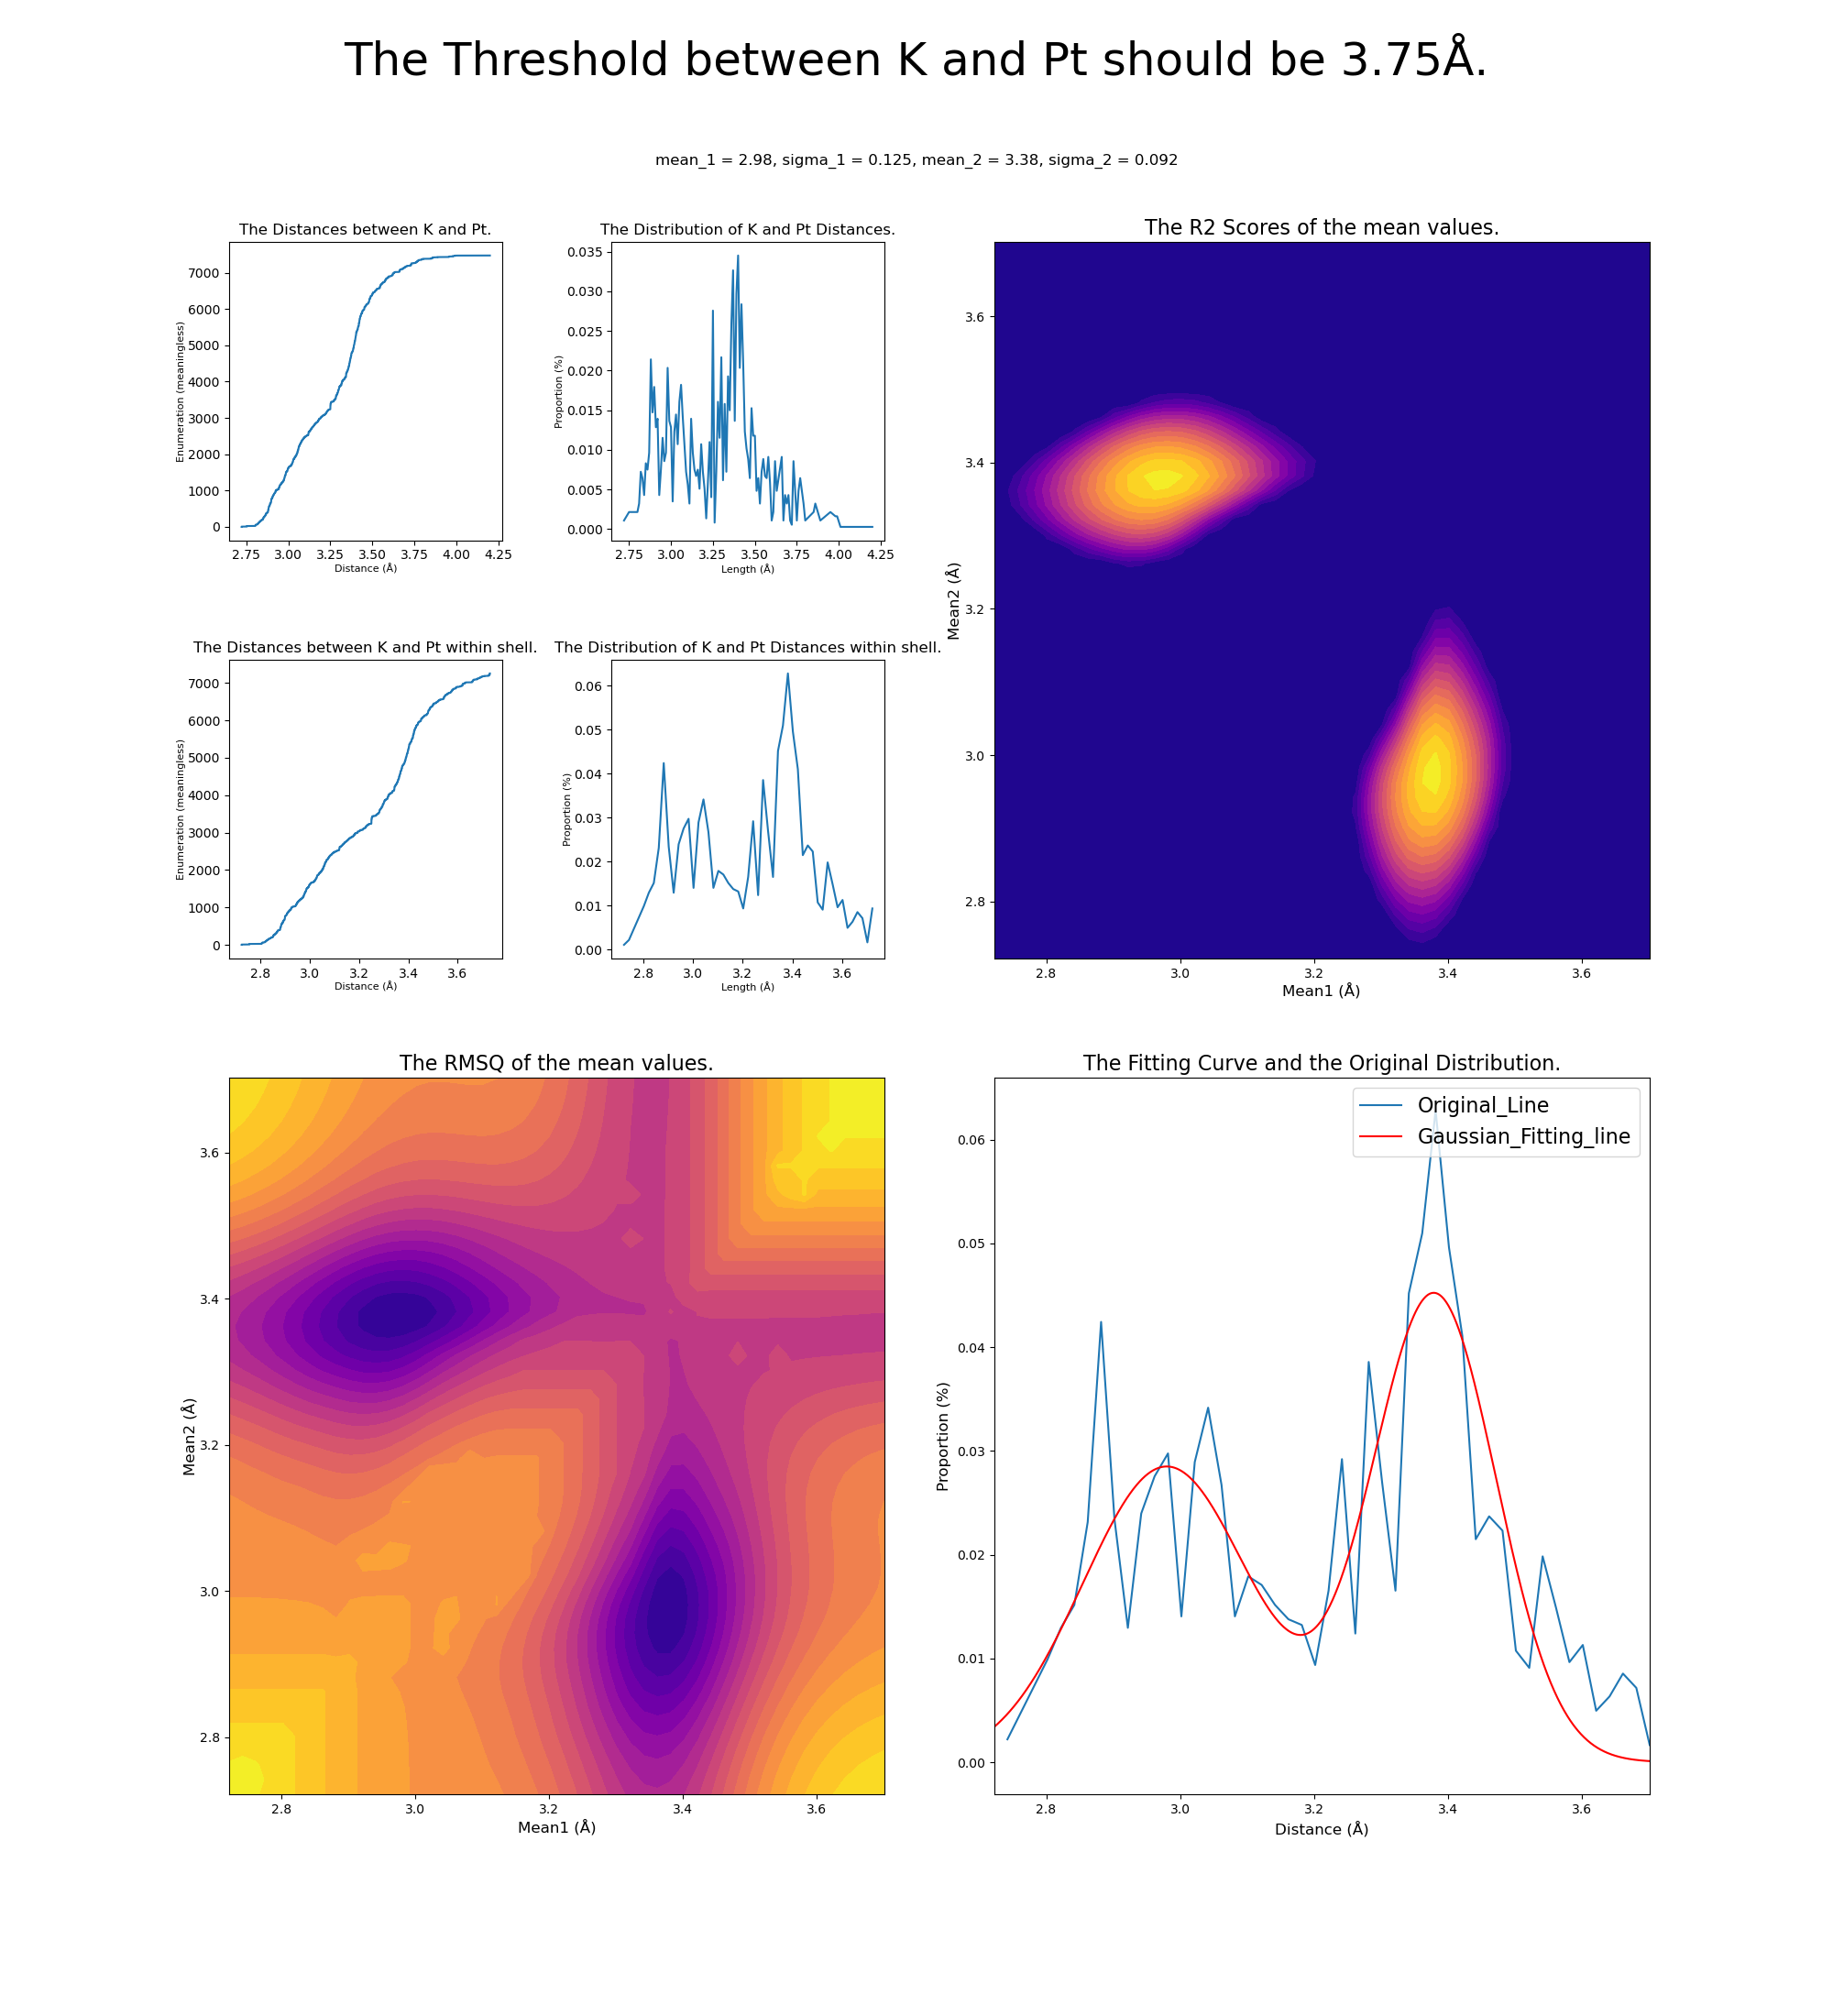 The Threshold between K and Pt should be 3.75Å.
mean_1 = 2.98, sigma_1 = 0.125, mean_2 = 3.38, sigma_2 = 0.092
The Distances between K and Pt.
Enumeration (meaningless)
7000
6000
5000
4000
3000
2000
1000
0
2.75 3.00 3.25 3.50 3.75 4.00 4.25
Distance (Å)
The Distribution of K and Pt Distances.
Proportion (%)
0.035
0.030
0.025
0.020
0.015
0.010
0.005
0.000
2.75 3.00 3.25 3.50 3.75 4.00 4.25
Length (Å)
The R2 Scores of the mean values.
Mean2 (Å)
3.6
3.4
3.2
3.0
2.8
2.8 3.0 3.2 3.4 3.6
Mean1 (Å)
The Distances between K and Pt within shell.
Enumeration (meaningless)
7000
6000
5000
4000
3000
2000
1000
0
2.8 3.0 3.2 3.4 3.6
Distance (Å)
The Distribution of K and Pt Distances within shell.
Proportion (%)
0.06
0.05
0.04
0.03
0.02
0.01
0.00
2.8 3.0 3.2 3.4 3.6
Length (Å)
The RMSQ of the mean values.
Mean2 (Å)
3.6
3.4
3.2
3.0
2.8
2.8 3.0 3.2 3.4 3.6
Mean1 (Å)
The Fitting Curve and the Original Distribution.
Original_Line
Gaussian_Fitting_line
Proportion (%)
0.06
0.05
0.04
0.03
0.02
0.01
0.00
2.8 3.0 3.2 3.4 3.6
Distance (Å)